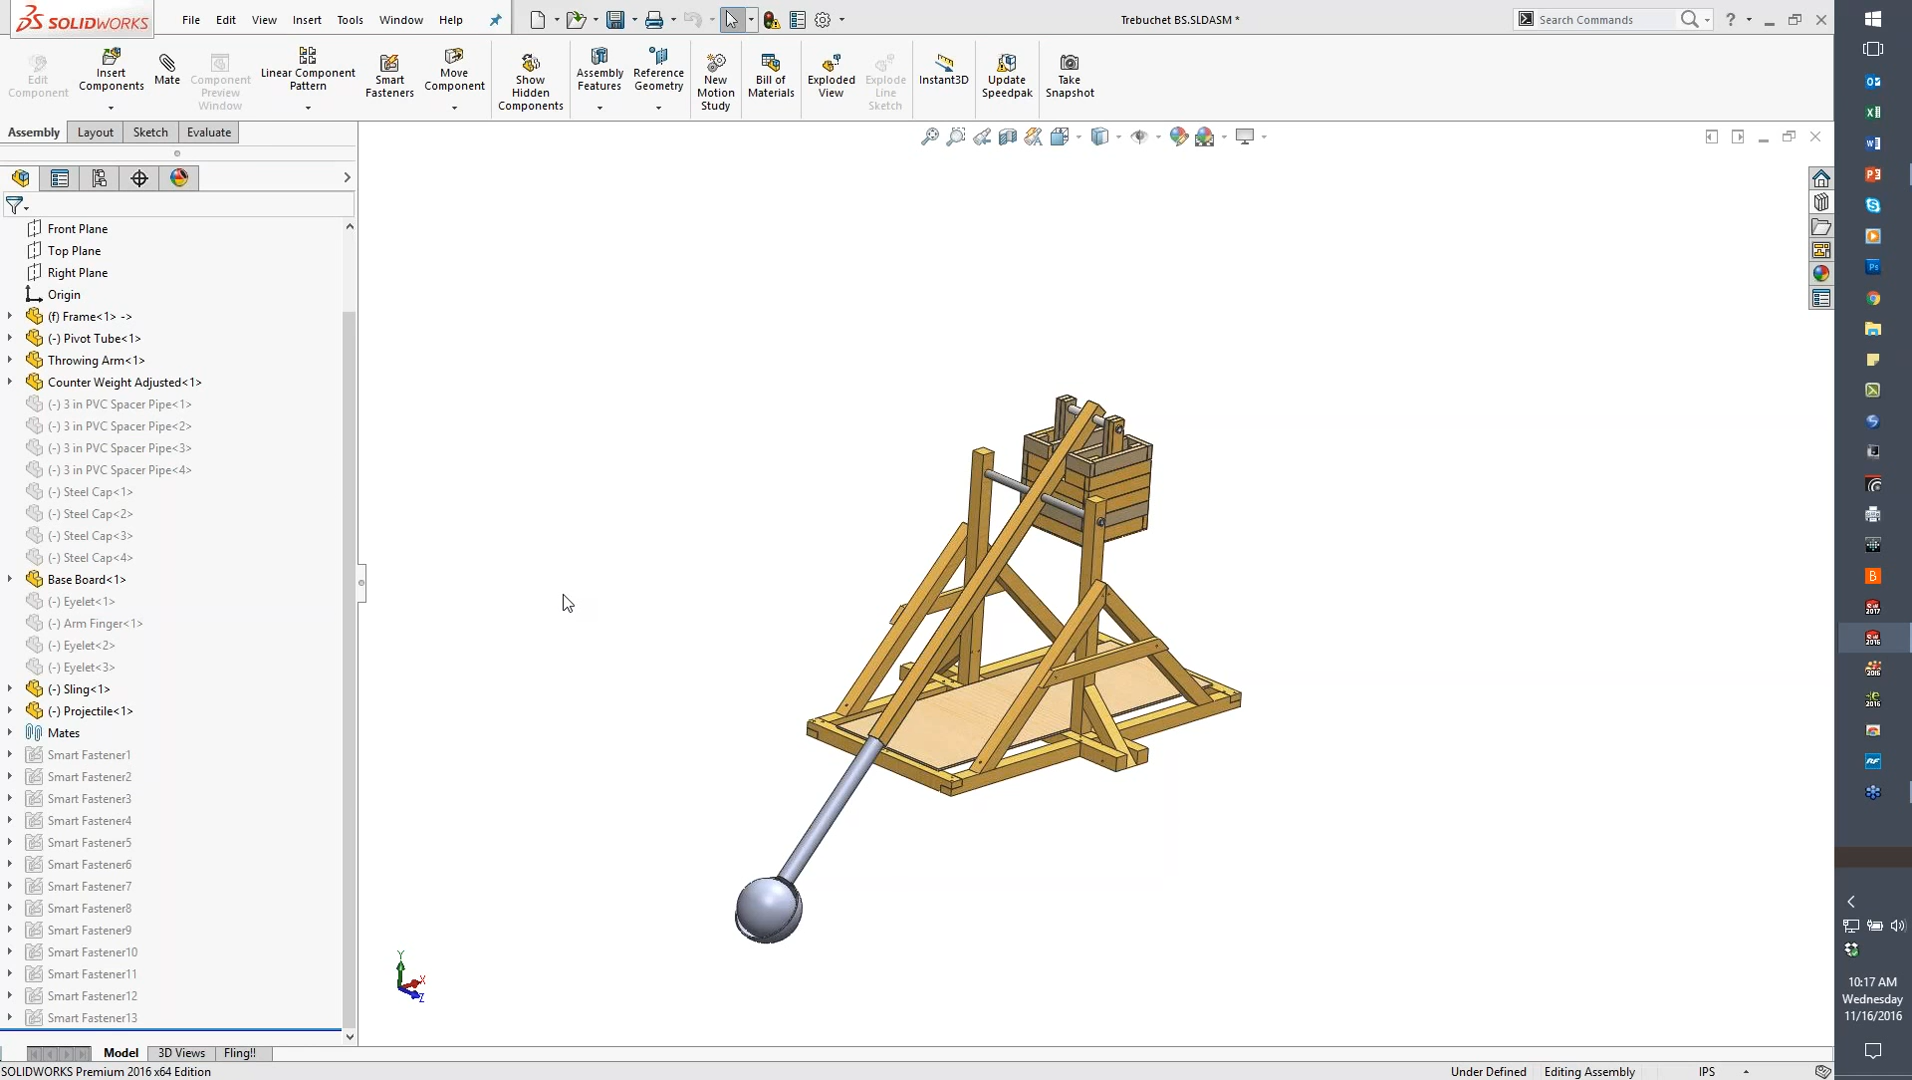 SOLIDWORKS
File Edit View Insert Tools Window Help
Trebuchet BS.SLDASM *
Search Commands
Edit Component
Insert Components
Mate
Component Preview Window
Linear Component Pattern
Smart Fasteners
Move Component
Show Hidden Components
Assembly Features
Reference Geometry
New Motion Study
Bill of Materials
Exploded View
Explode Line Sketch
Instant3D
Update Speedpak
Take Snapshot
Assembly Layout Sketch Evaluate
Front Plane
Top Plane
Right Plane
Origin
(f) Frame<1> ->
(-) Pivot Tube<1>
Throwing Arm<1>
Counter Weight Adjusted<1>
(-) 3 in PVC Spacer Pipe<1>
(-) 3 in PVC Spacer Pipe<2>
(-) 3 in PVC Spacer Pipe<3>
(-) 3 in PVC Spacer Pipe<4>
(-) Steel Cap<1>
(-) Steel Cap<2>
(-) Steel Cap<3>
(-) Steel Cap<4>
Base Board<1>
(-) Eyelet<1>
(-) Arm Finger<1>
(-) Eyelet<2>
(-) Eyelet<3>
(-) Sling<1>
(-) Projectile<1>
Mates
Smart Fastener1
Smart Fastener2
Smart Fastener3
Smart Fastener4
Smart Fastener5
Smart Fastener6
Smart Fastener7
Smart Fastener8
Smart Fastener9
Smart Fastener10
Smart Fastener11
Smart Fastener12
Smart Fastener13
Y
X
Z
Model 3D Views Fling!!
SOLIDWORKS Premium 2016 x64 Edition
Under Defined Editing Assembly IPS
10:17 AM
Wednesday
11/16/2016